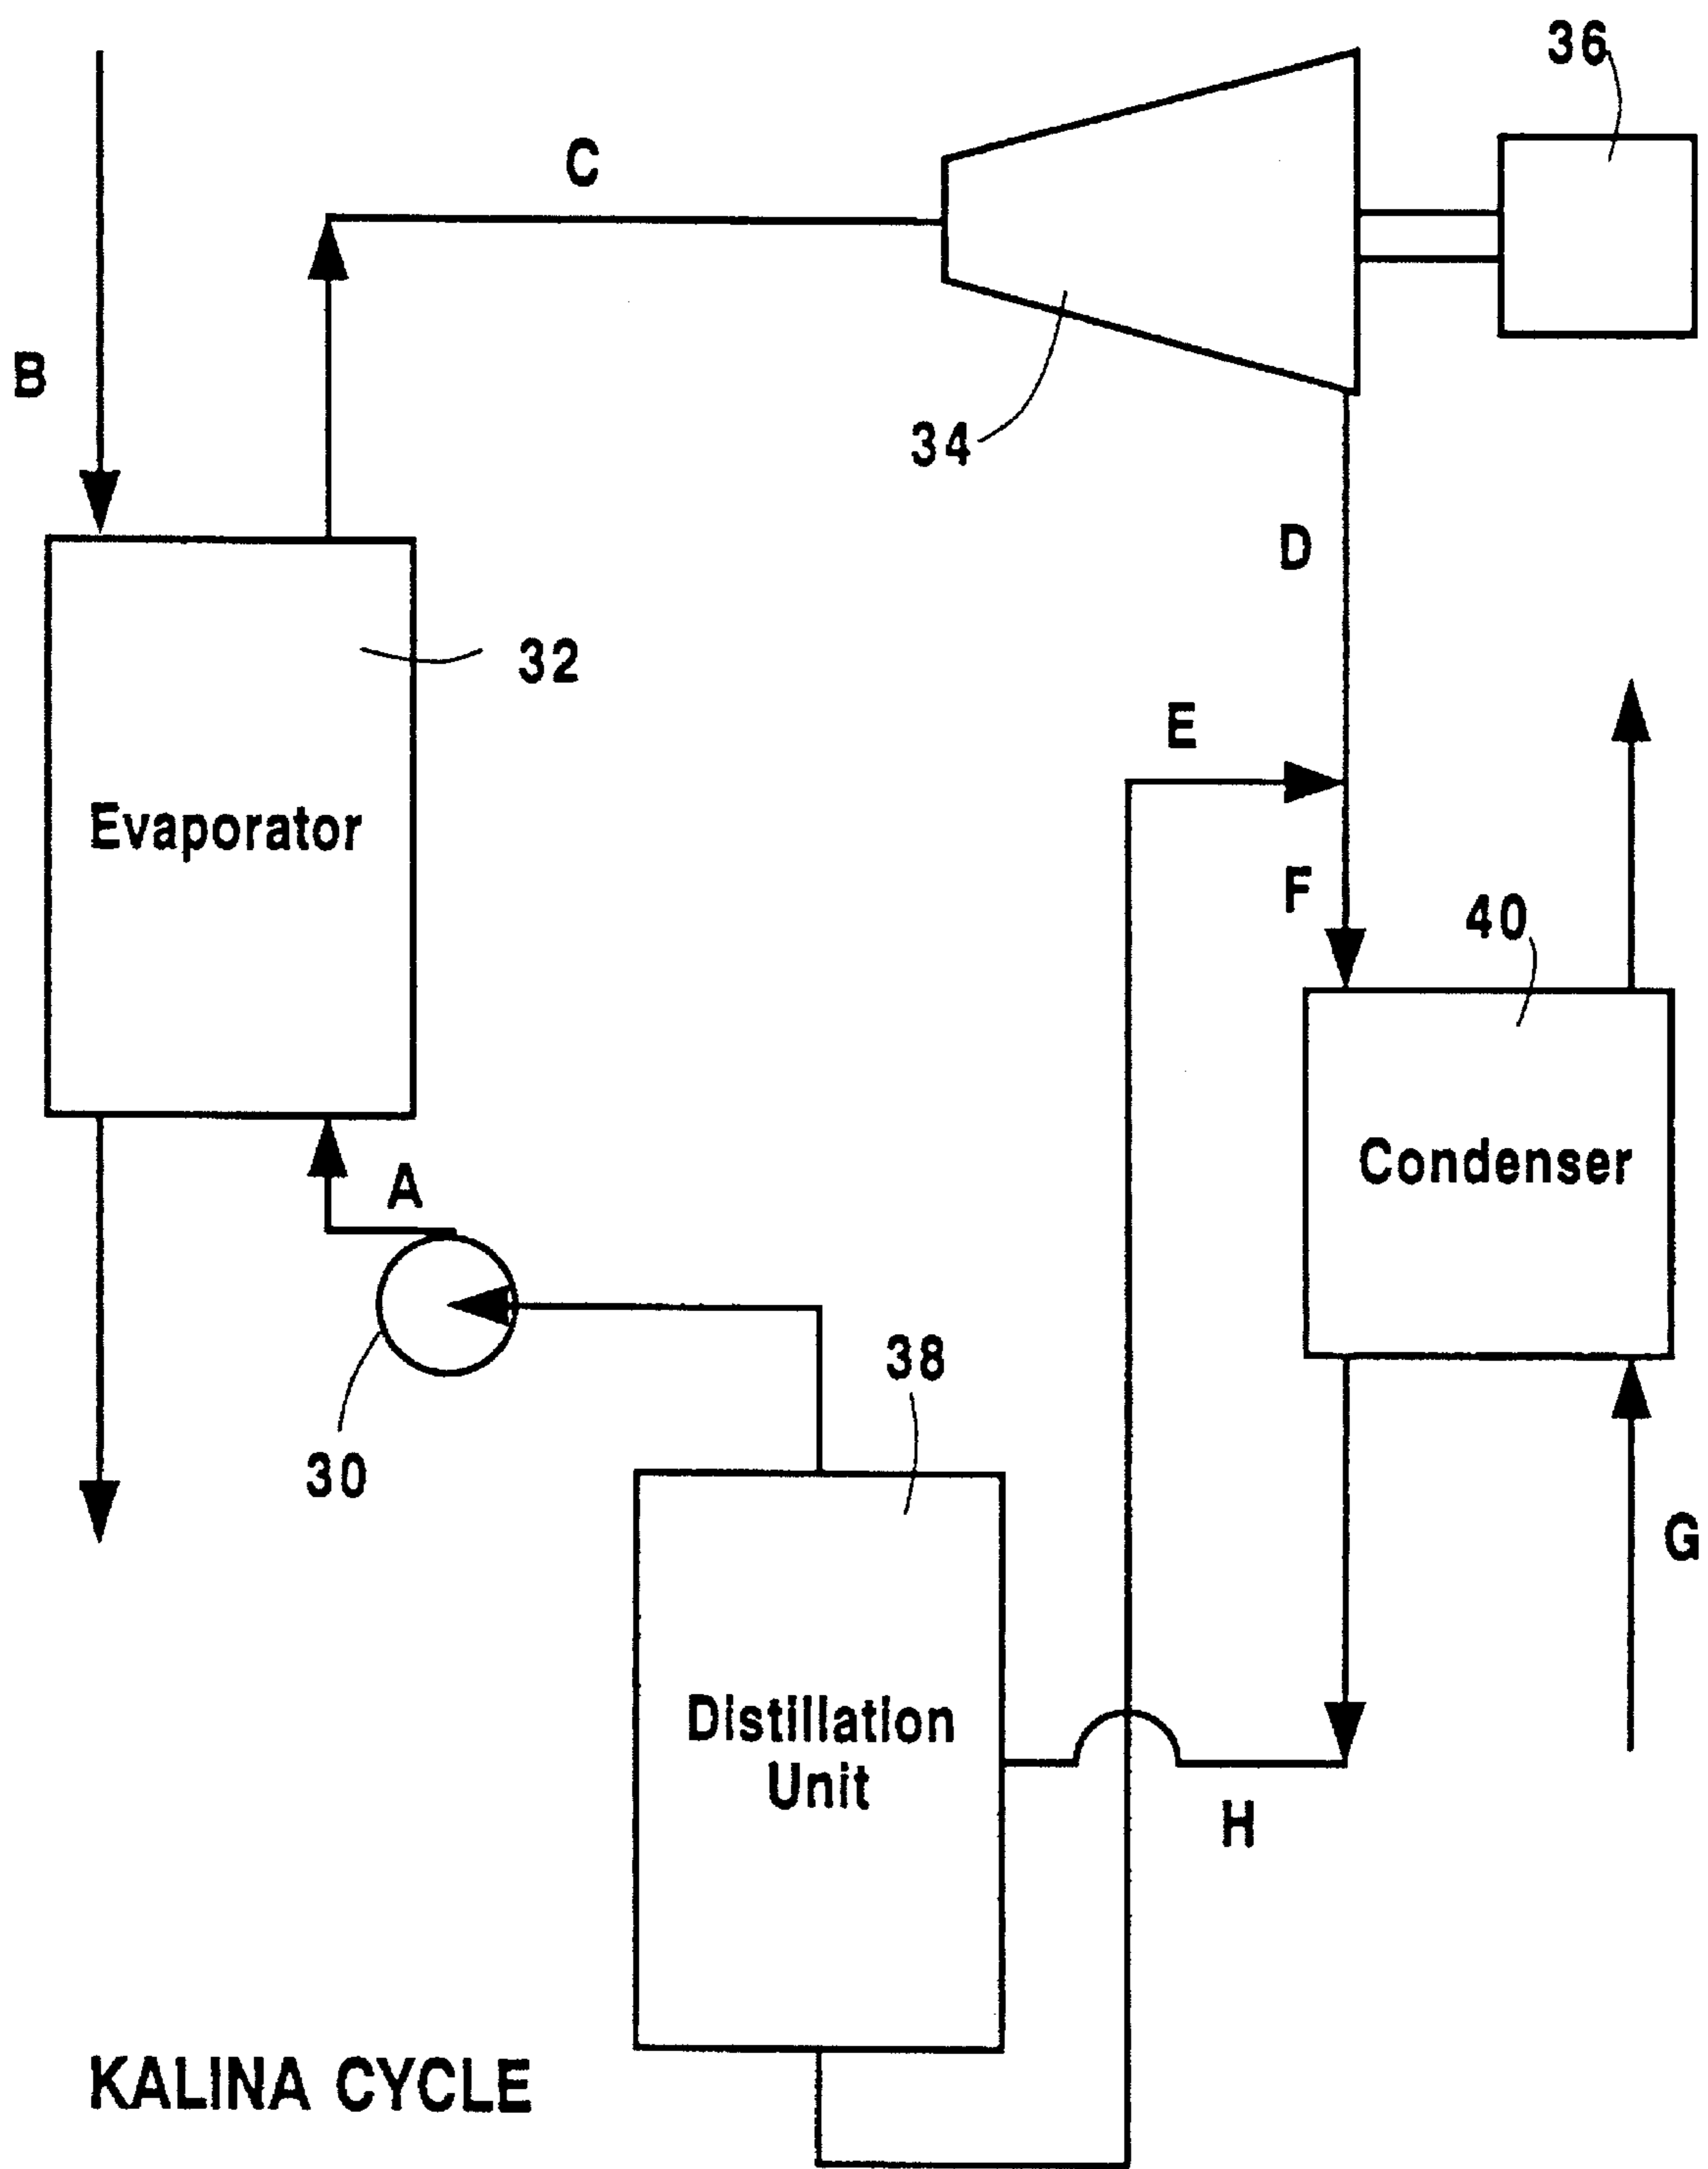 36
C
B
34
D
32
E
Evaporator
F
40
A
Condenser
38
30
G
Distillation
Unit
H
KALINA CYCLE